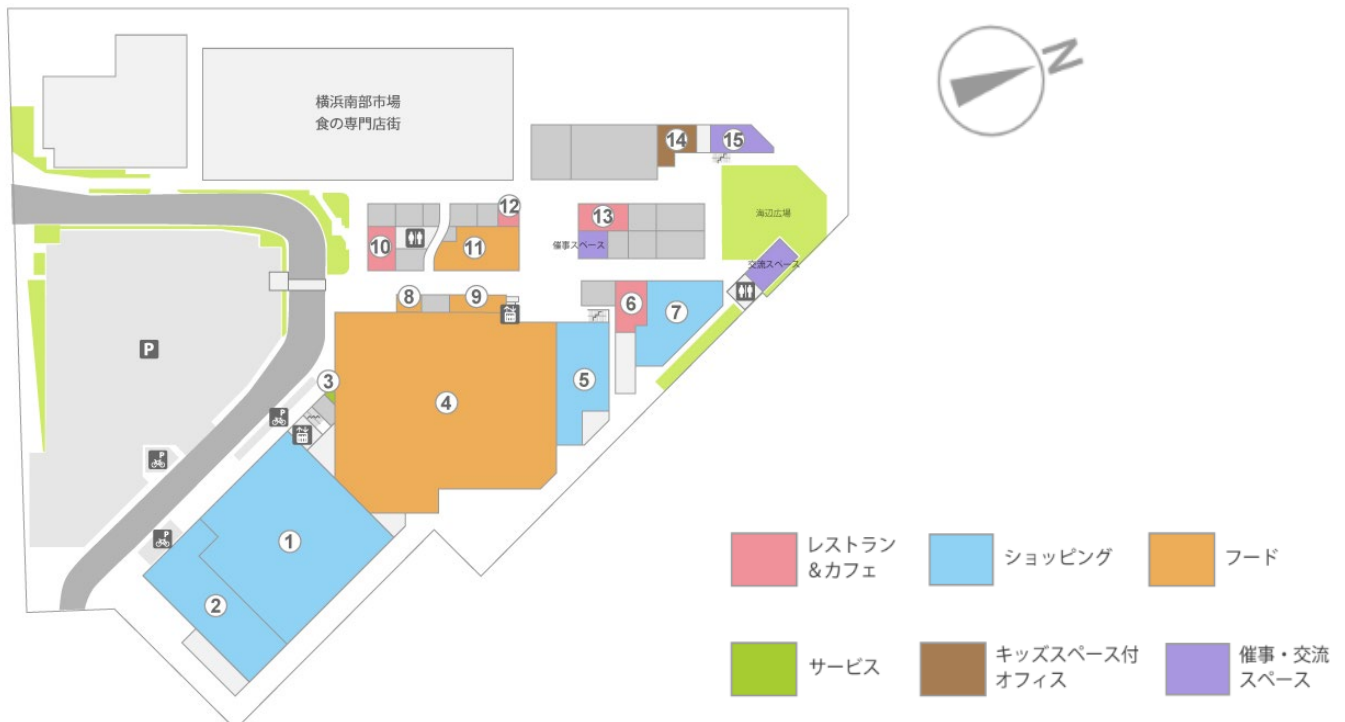 横浜南部市場
食の専門店街
N
14
15
海辺広場
12
13
10
11
催事スペース
交流スペース
8
9
6
7
P
3
5
4
P
P
1
P
2
レストラン
&カフェ
ショッピング
フード
サービス
キッズスペース付
オフィス
催事・交流
スペース